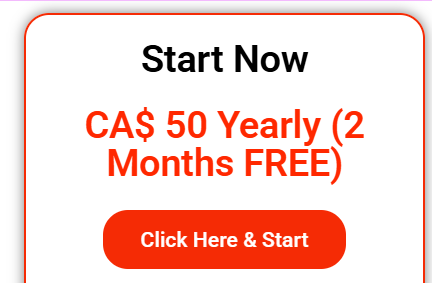 Start Now
CA$ 50 Yearly (2
Months FREE)
Click Here & Start